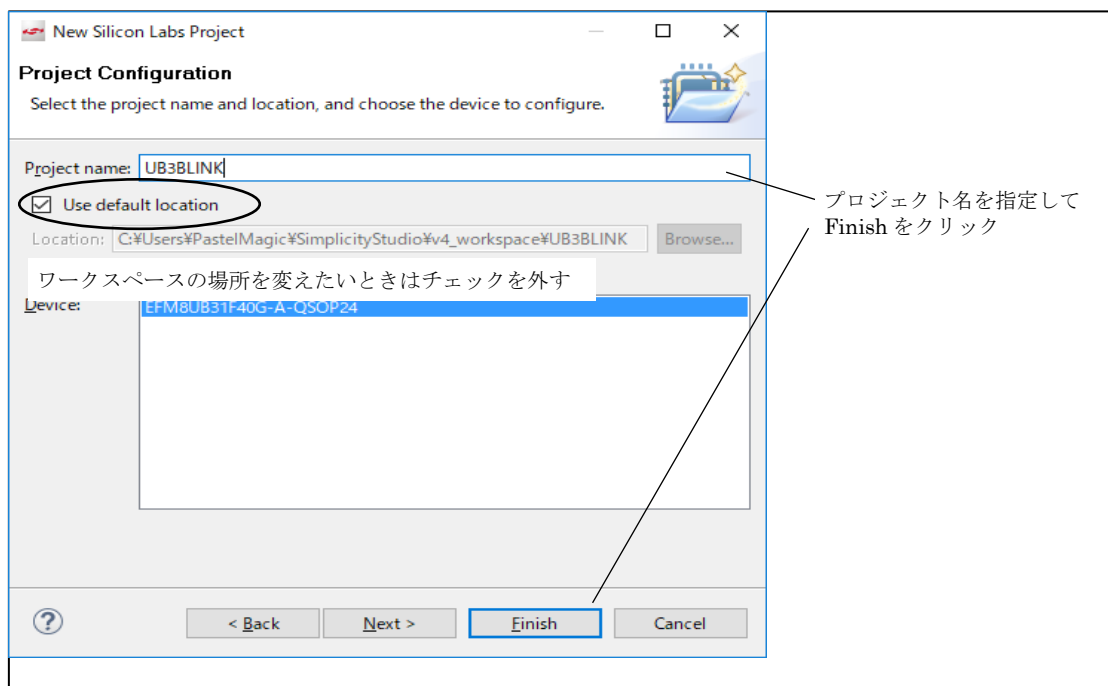 New Silicon Labs Project
Project Configuration
Select the project name and location, and choose the device to configure.
Project name: UB3BLINK
Use default location
Location: C:¥Users¥PastelMagic¥SimplicityStudio¥v4_workspace¥UB3BLINK Browse...
ワークスペースの場所を変えたいときはチェックを外す
Device: EFM8UB31F40G-A-QSOP24
プロジェクト名を指定して
Finish をクリック
< Back Next > Finish Cancel